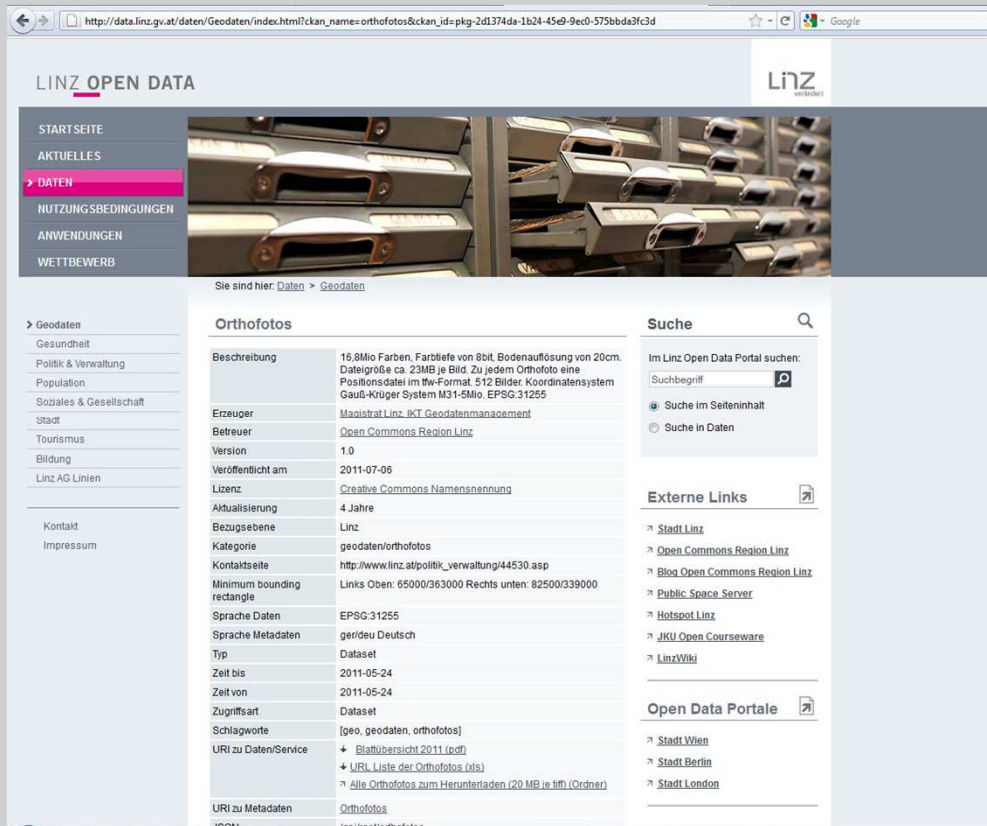 http://data.linz.gv.at/daten/Geodaten/index.html?ckan_name=orthofotos&ckan_id=pkg-2d1374da-1b24-45e9-9ec0-575bbda3fc3d
Google
LINZ OPEN DATA
Linz
verändert
STARTSEITE
AKTUELLES
DATEN
NUTZUNGSBEDINGUNGEN
ANWENDUNGEN
WETTBEWERB
Sie sind hier: Daten > Geodaten
Geodaten
Gesundheit
Politik & Verwaltung
Population
Soziales & Gesellschaft
Stadt
Tourismus
Bildung
Linz AG Linien
Kontakt
Impressum
Orthofotos
Beschreibung 16,8Mio Farben, Farbtiefe von 8bit, Bodenauflösung von 20cm.
Dateigröße ca. 23MB je Bild. Zu jedem Orthofoto eine
Positionsdatei im tfw-Format. 512 Bilder. Koordinatensystem
Gauß-Krüger System M31-5Mio. EPSG:31255
Erzeuger Magistrat Linz, IKT Geodatenmanagement
Betreuer Open Commons Region Linz
Version 1.0
Veröffentlicht am 2011-07-06
Lizenz Creative Commons Namensnennung
Aktualisierung 4 Jahre
Bezugsebene Linz
Kategorie geodaten/orthofotos
Kontaktseite http://www.linz.at/politik_verwaltung/44530.asp
Minimum bounding rectangle Links Oben: 65000/363000 Rechts unten: 82500/339000
Sprache Daten EPSG:31255
Sprache Metadaten ger/deu Deutsch
Typ Dataset
Zeit bis 2011-05-24
Zeit von 2011-05-24
Zugriffsart Dataset
Schlagworte [geo, geodaten, orthofotos]
URI zu Daten/Service Blattübersicht 2011 (pdf)
URL Liste der Orthofotos (xls)
Alle Orthofotos zum Herunterladen (20 MB je tiff) (Ordner)
URI zu Metadaten Orthofotos
Suche
Im Linz Open Data Portal suchen:
Suchbegriff
Suche im Seiteninhalt
Suche in Daten
Externe Links
Stadt Linz
Open Commons Region Linz
Blog Open Commons Region Linz
Public Space Server
Hotspot Linz
JKU Open Courseware
LinzWiki
Open Data Portale
Stadt Wien
Stadt Berlin
Stadt London